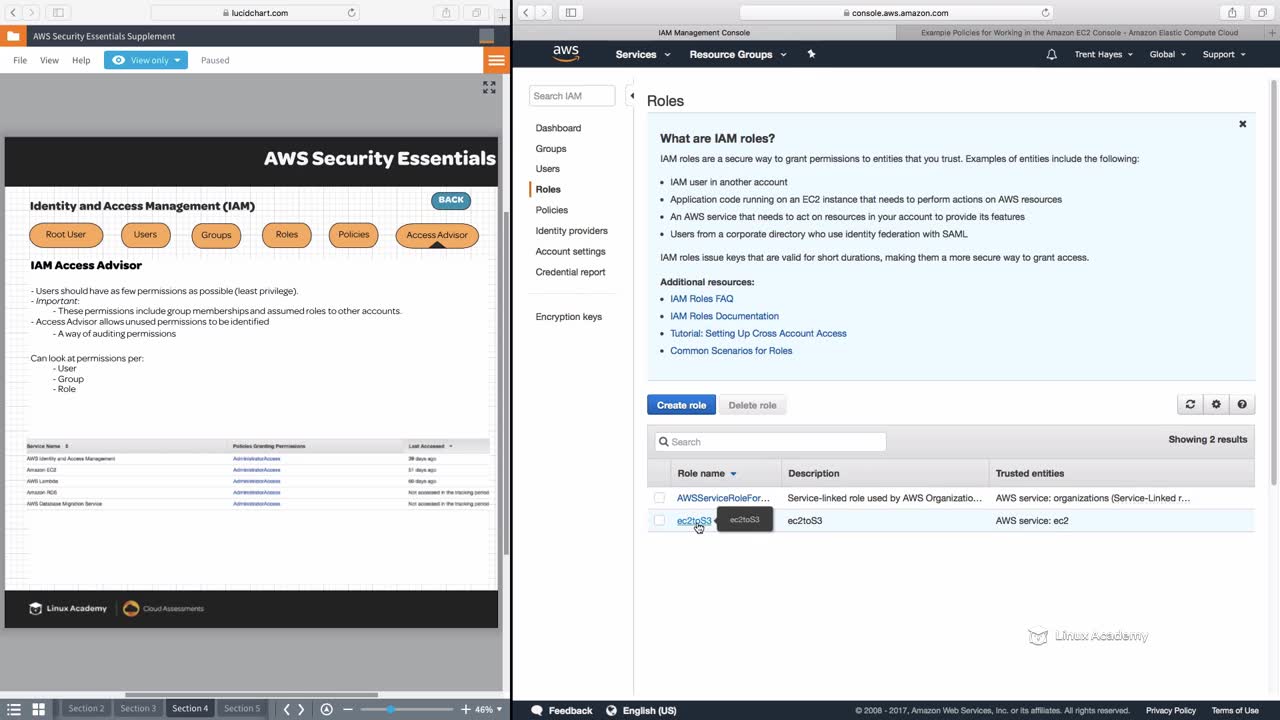 lucidchart.com
AWS Security Essentials Supplement
File View Help View only Paused
AWS Security Essentials
Identity and Access Management (IAM)
BACK
Root User Users Groups Roles Policies Access Advisor
IAM Access Advisor
- Users should have as few permissions as possible (least privilege).
- Important:
- These permissions include group memberships and assumed roles to other accounts.
- Access Advisor allows unused permissions to be identified
- A way of auditing permissions
Can look at permissions per:
- User
- Group
- Role
Service Name Policies Granting Permissions Last Accessed
AWS Identity and Access Management AdministratorAccess 39 days ago
Amazon EC2 AdministratorAccess 51 days ago
AWS Lambda AdministratorAccess 60 days ago
Amazon RDS AdministratorAccess Not accessed in the tracking period
AWS Database Migration Service AdministratorAccess Not accessed in the tracking period
Linux Academy Cloud Assessments
Section 2 Section 3 Section 4 Section 5 46%
console.aws.amazon.com
IAM Management Console Example Policies for Working in the Amazon EC2 Console - Amazon Elastic Compute Cloud
aws Services Resource Groups Trent Hayes Global Support
Search IAM
Dashboard
Groups
Users
Roles
Policies
Identity providers
Account settings
Credential report
Encryption keys
Roles
What are IAM roles?
IAM roles are a secure way to grant permissions to entities that you trust. Examples of entities include the following:
• IAM user in another account
• Application code running on an EC2 instance that needs to perform actions on AWS resources
• An AWS service that needs to act on resources in your account to provide its features
• Users from a corporate directory who use identity federation with SAML
IAM roles issue keys that are valid for short durations, making them a more secure way to grant access.
Additional resources:
• IAM Roles FAQ
• IAM Roles Documentation
• Tutorial: Setting Up Cross Account Access
• Common Scenarios for Roles
Create role Delete role
Search Showing 2 results
Role name Description Trusted entities
AWSServiceRoleFor... Service-linked role used by AWS Organizatio... AWS service: organizations (Service-Linked r...
ec2toS3 ec2toS3 ec2toS3 AWS service: ec2
Linux Academy
Feedback English (US) © 2008 - 2017, Amazon Web Services, Inc. or its affiliates. All rights reserved. Privacy Policy Terms of Use